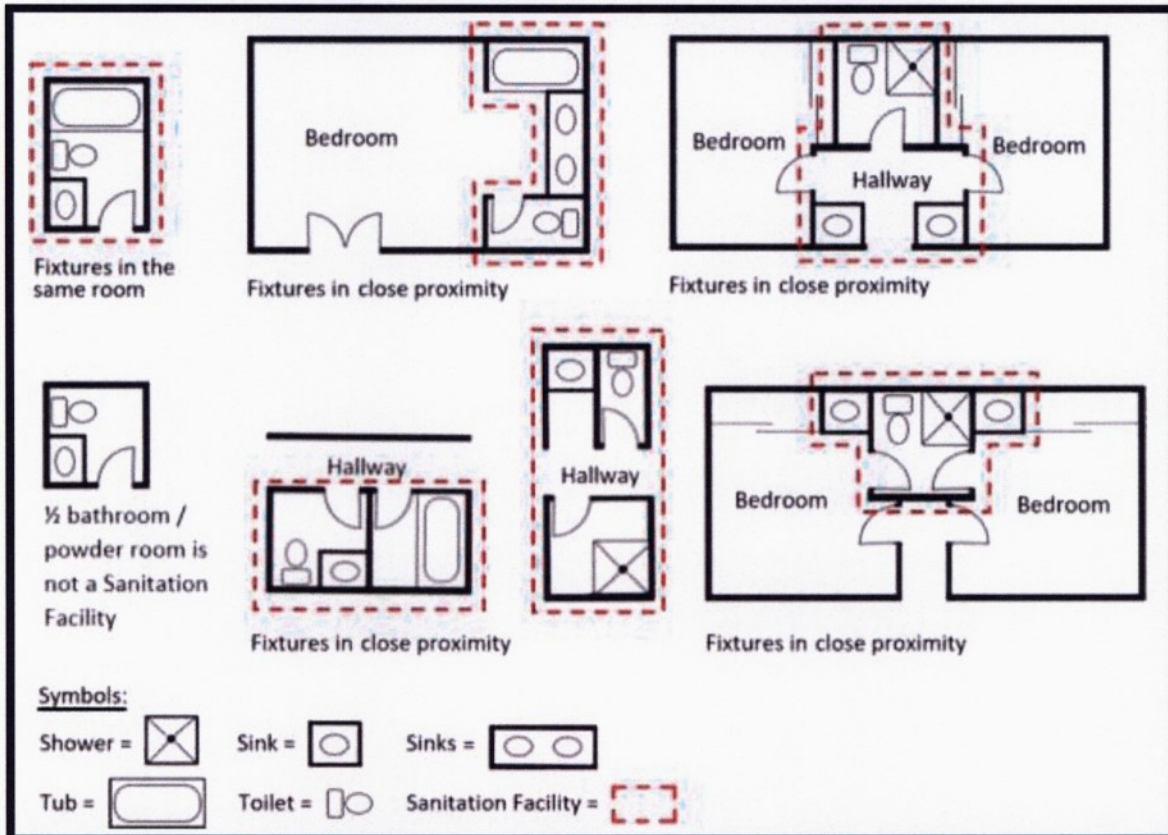 Fixtures in the
same room
Bedroom
Fixtures in close proximity
Bedroom
Hallway
Bedroom
Fixtures in close proximity
½ bathroom /
powder room is
not a Sanitation
Facility
Hallway
Fixtures in close proximity
Hallway
Bedroom
Bedroom
Fixtures in close proximity
Symbols:
Shower =
Sink =
Sinks =
Tub =
Toilet =
Sanitation Facility =